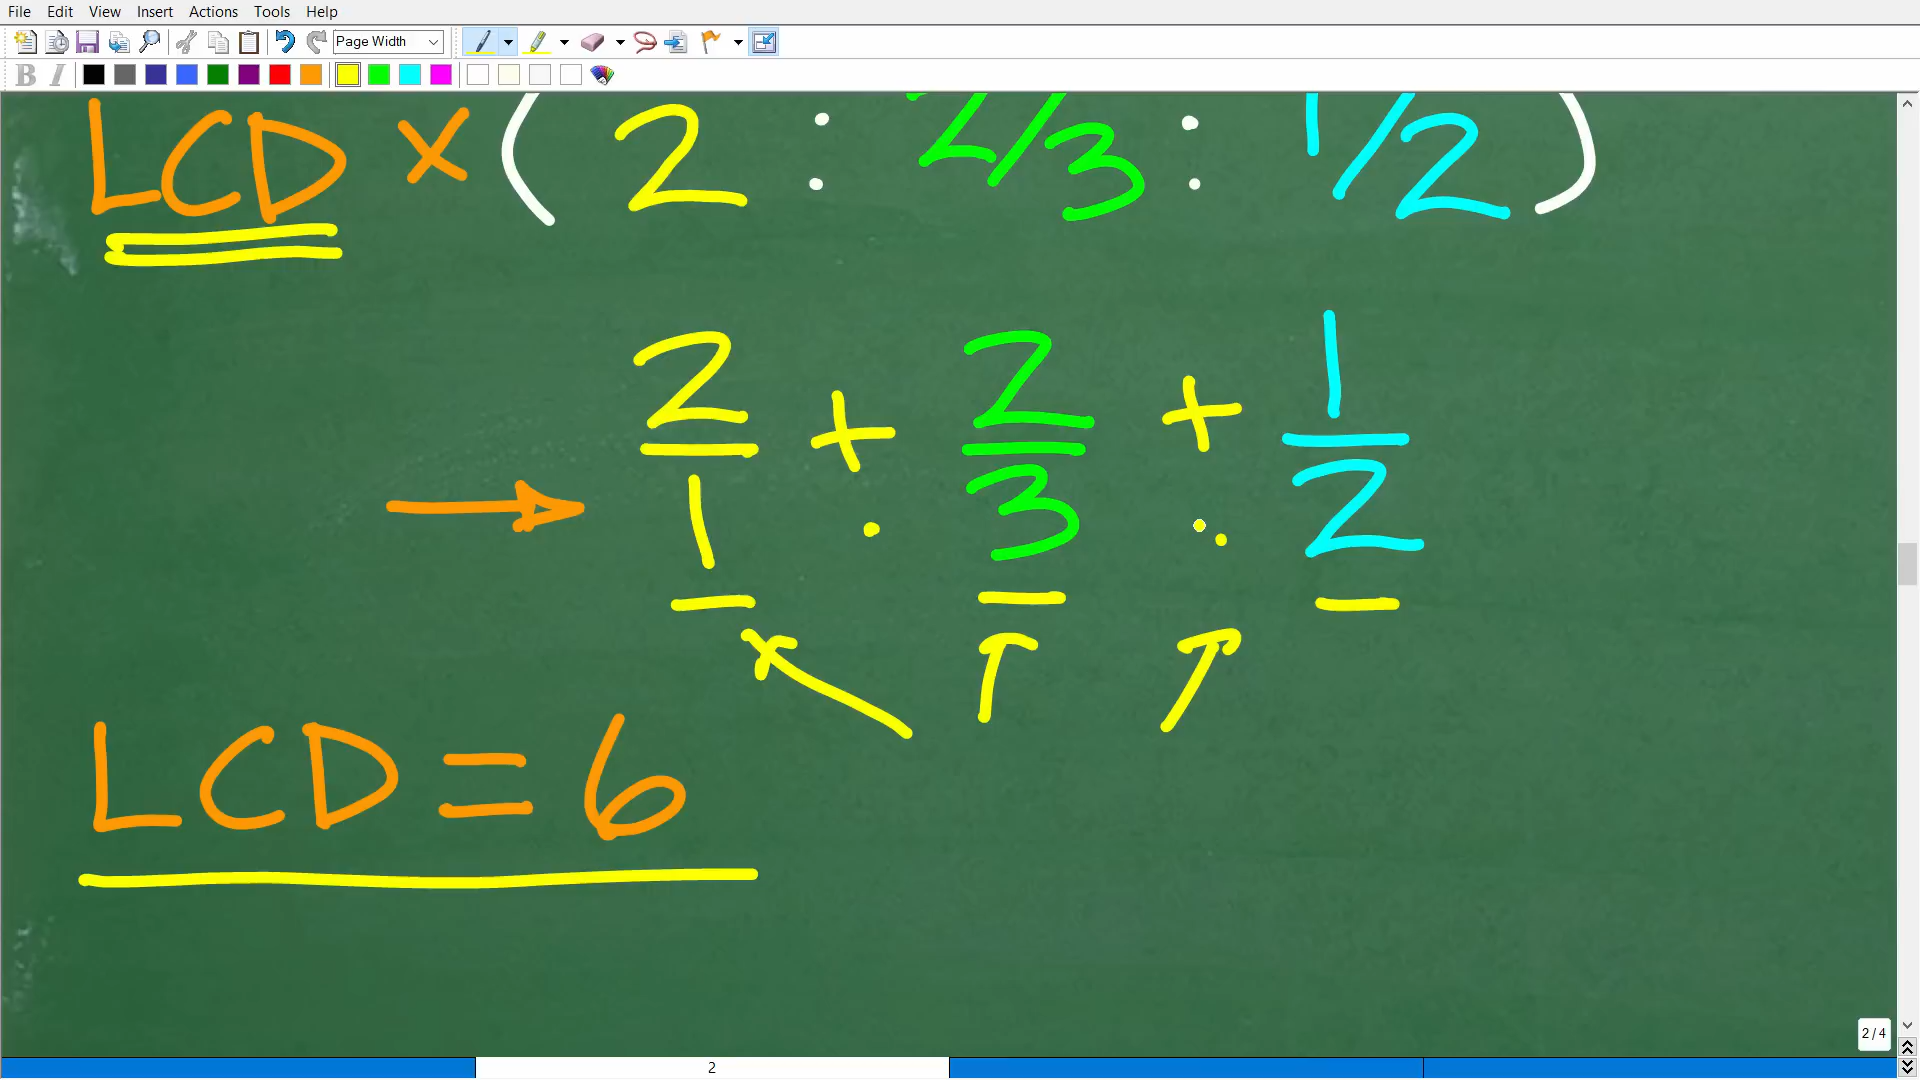 File Edit View Insert Actions Tools Help
Page Width
B I
LCD × ( 2 : 2/3 : 1/2 )
2/1 + 2/3 + 1/2
LCD = 6
2 / 4
2